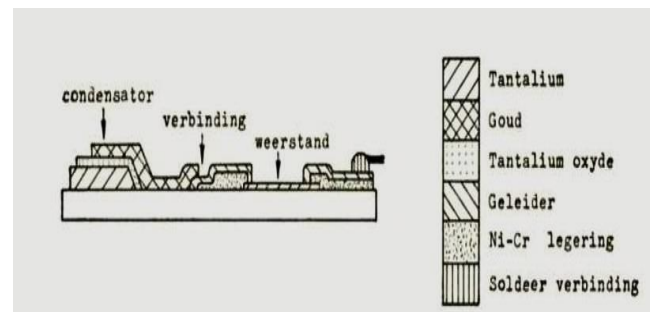 condensator
verbinding
weerstand
Tantalium
Goud
Tantalium oxyde
Geleider
Ni-Cr legering
Soldeer verbinding